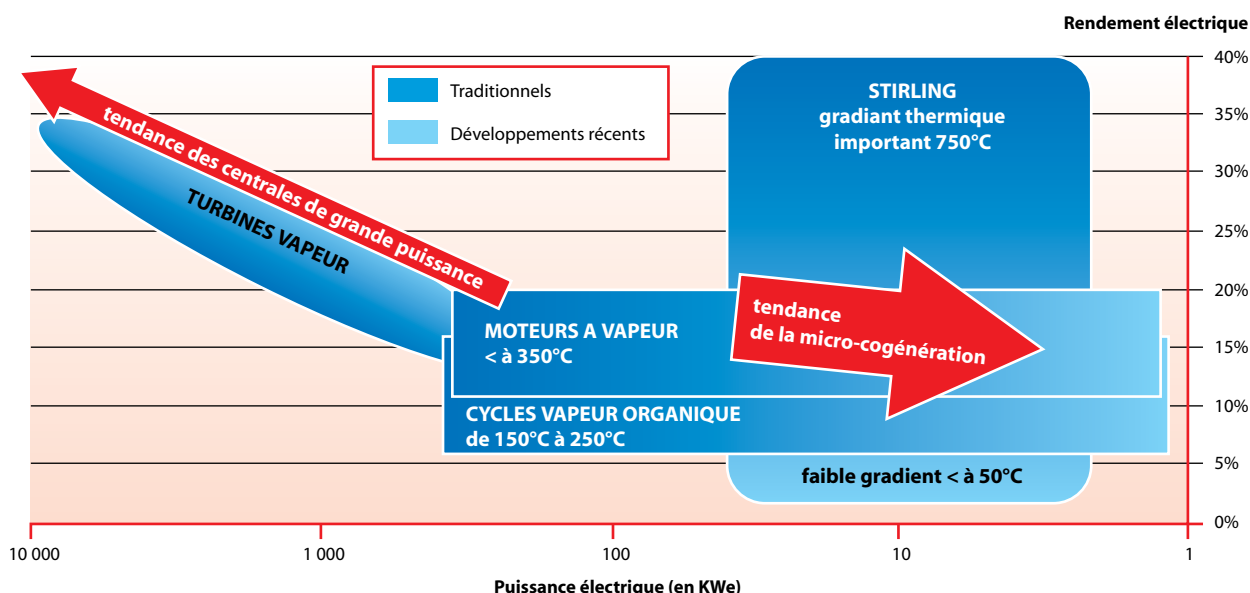 Rendement électrique
40%
35%
30%
25%
20%
15%
10%
5%
0%
Traditionnels
Développements récents
tendance des centrales de grande puissance
TURBINES VAPEUR
STIRLING
gradiant thermique
important 750°C
MOTEURS A VAPEUR
< à 350°C
tendance
de la micro-cogénération
CYCLES VAPEUR ORGANIQUE
de 150°C à 250°C
faible gradient < à 50°C
10 000
1 000
100
10
1
Puissance électrique (en KWe)